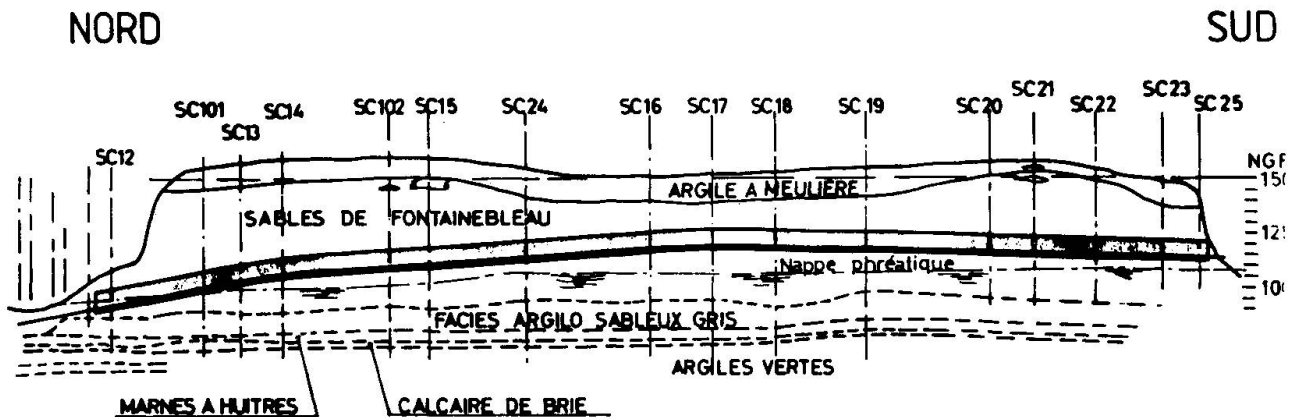 NORD
SUD
SC21
SC101
SC14
SC102
SC15
SC24
SC16
SC17
SC18
SC19
SC20
SC22
SC23
SC25
SC13
SC12
NGF
150
ARGILE A MEULIÈRE
SABLES DE FONTAINEBLEAU
125
Nappe phréatique
100
FACIES ARGILO SABLEUX GRIS
ARGILES VERTES
MARNES A HUITRES
CALCAIRE DE BRIE